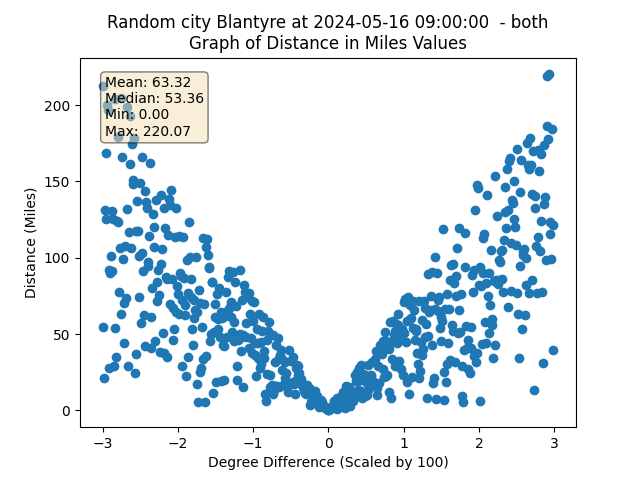 Random city Blantyre at 2024-05-16 09:00:00 - both
Graph of Distance in Miles Values
Mean: 63.32
Median: 53.36
Min: 0.00
Max: 220.07
Distance (Miles)
200
150
100
50
0
−3 −2 −1 0 1 2 3
Degree Difference (Scaled by 100)